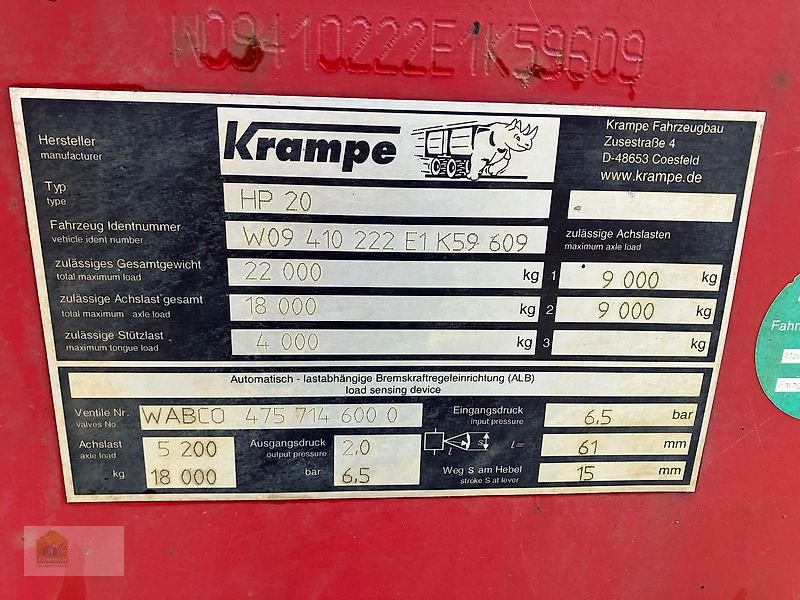 W09410222E1K59609
Hersteller
manufacturer
Krampe
Krampe Fahrzeugbau
Zusestraße 4
D-48653 Coesfeld
www.krampe.de
Typ
type
HP 20
Fahrzeug Identnummer
vehicle ident number
W09 410 222 E1 K59 609
zulässige Achslasten
maximum axle load
zulässiges Gesamtgewicht
total maximum load
22 000 kg
1 9 000 kg
zulässige Achslast gesamt
total maximum axle load
18 000 kg
2 9 000 kg
zulässige Stützlast
maximum tongue load
4 000 kg
3 kg
Automatisch - lastabhängige Bremskraftregeleinrichtung (ALB)
load sensing device
Ventile Nr.
valves No.
WABCO 475 714 600 0
Eingangsdruck
input pressure
6,5 bar
Achslast
axle load
kg
5 200
18 000
Ausgangsdruck
output pressure
bar
2,0
6,5
l s
l= 61 mm
Weg S am Hebel
stroke S at lever
15 mm
Fahrz